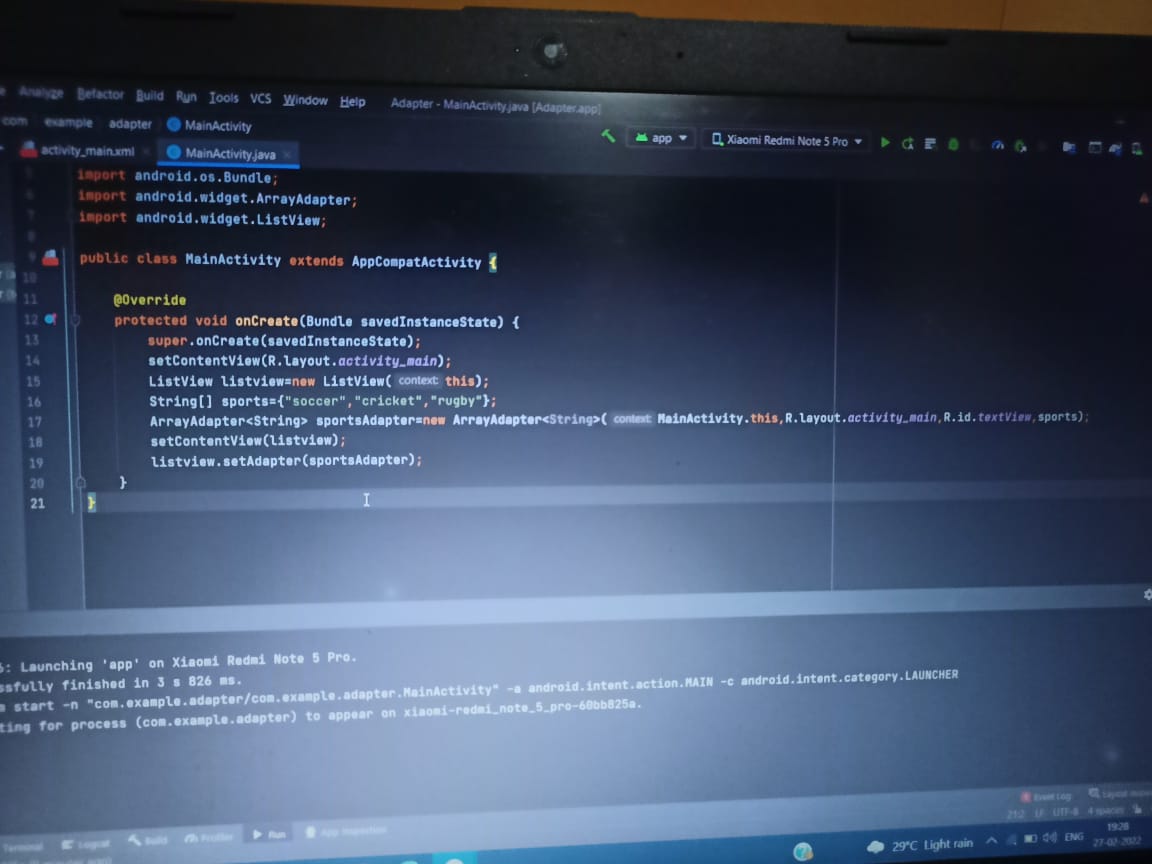 Analyze Refactor Build Run Tools VCS Window Help Adapter - MainActivity.java [Adapter.app]
com example adapter MainActivity
app Xiaomi Redmi Note 5 Pro
activity_main.xml MainActivity.java
5 import android.os.Bundle;
6 import android.widget.ArrayAdapter;
7 import android.widget.ListView;
8
9 public class MainActivity extends AppCompatActivity {
10
11 @Override
12 protected void onCreate(Bundle savedInstanceState) {
13 super.onCreate(savedInstanceState);
14 setContentView(R.layout.activity_main);
15 ListView listview=new ListView( context: this);
16 String[] sports={"soccer","cricket","rugby"};
17 ArrayAdapter<String> sportsAdapter=new ArrayAdapter<String>( context: MainActivity.this,R.layout.activity_main,R.id.textView,sports);
18 setContentView(listview);
19 listview.setAdapter(sportsAdapter);
20 }
21 }
: Launching 'app' on Xiaomi Redmi Note 5 Pro.
ssfully finished in 3 s 826 ms.
start -n "com.example.adapter/com.example.adapter.MainActivity" -a android.intent.action.MAIN -c android.intent.category.LAUNCHER
ting for process (com.example.adapter) to appear on xiaomi-redmi_note_5_pro-60bb825a.
Event Log Layout Inspe
21:2 LF UTF-8 4 spaces
Terminal Logcat Build Profiler Run App Inspection
29°C Light rain ENG 19:28
27-02-2022